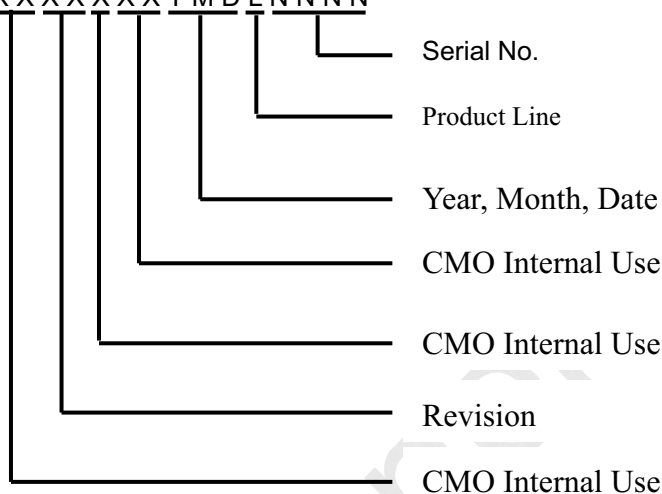 X X X X X X X Y M D L N N N N
Serial No.
Product Line
Year, Month, Date
CMO Internal Use
CMO Internal Use
Revision
CMO Internal Use